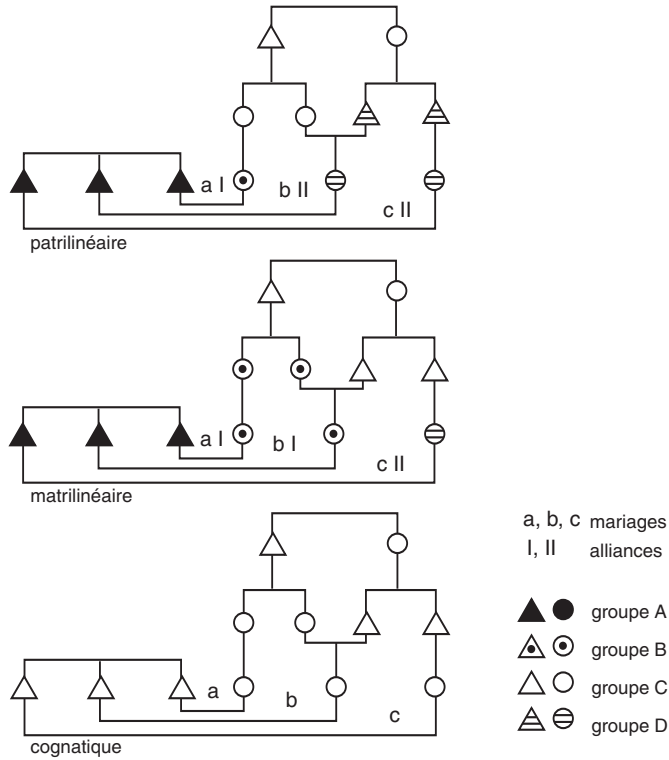 a I
b II
c II
patrilinéaire
a I
b I
c II
matrilinéaire
a
b
c
cognatique
a, b, c mariages
I, II alliances
groupe A
groupe B
groupe C
groupe D